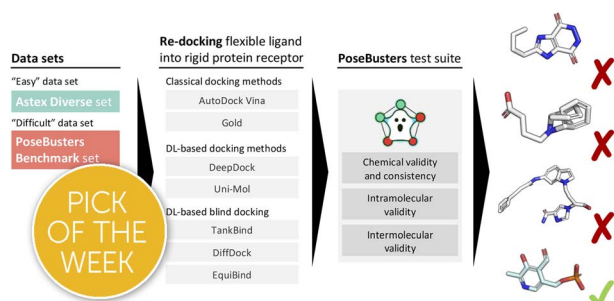 Data sets
"Easy" data set
Astex Diverse set
"Difficult" data set
PoseBusters
Benchmark set
PICK
OF THE
WEEK
Re-docking flexible ligand
into rigid protein receptor
Classical docking methods
AutoDock Vina
Gold
DL-based docking methods
DeepDock
Uni-Mol
DL-based blind docking
TankBind
DiffDock
EquiBind
PoseBusters test suite
Chemical validity
and consistency
Intramolecular
validity
Intermolecular
validity